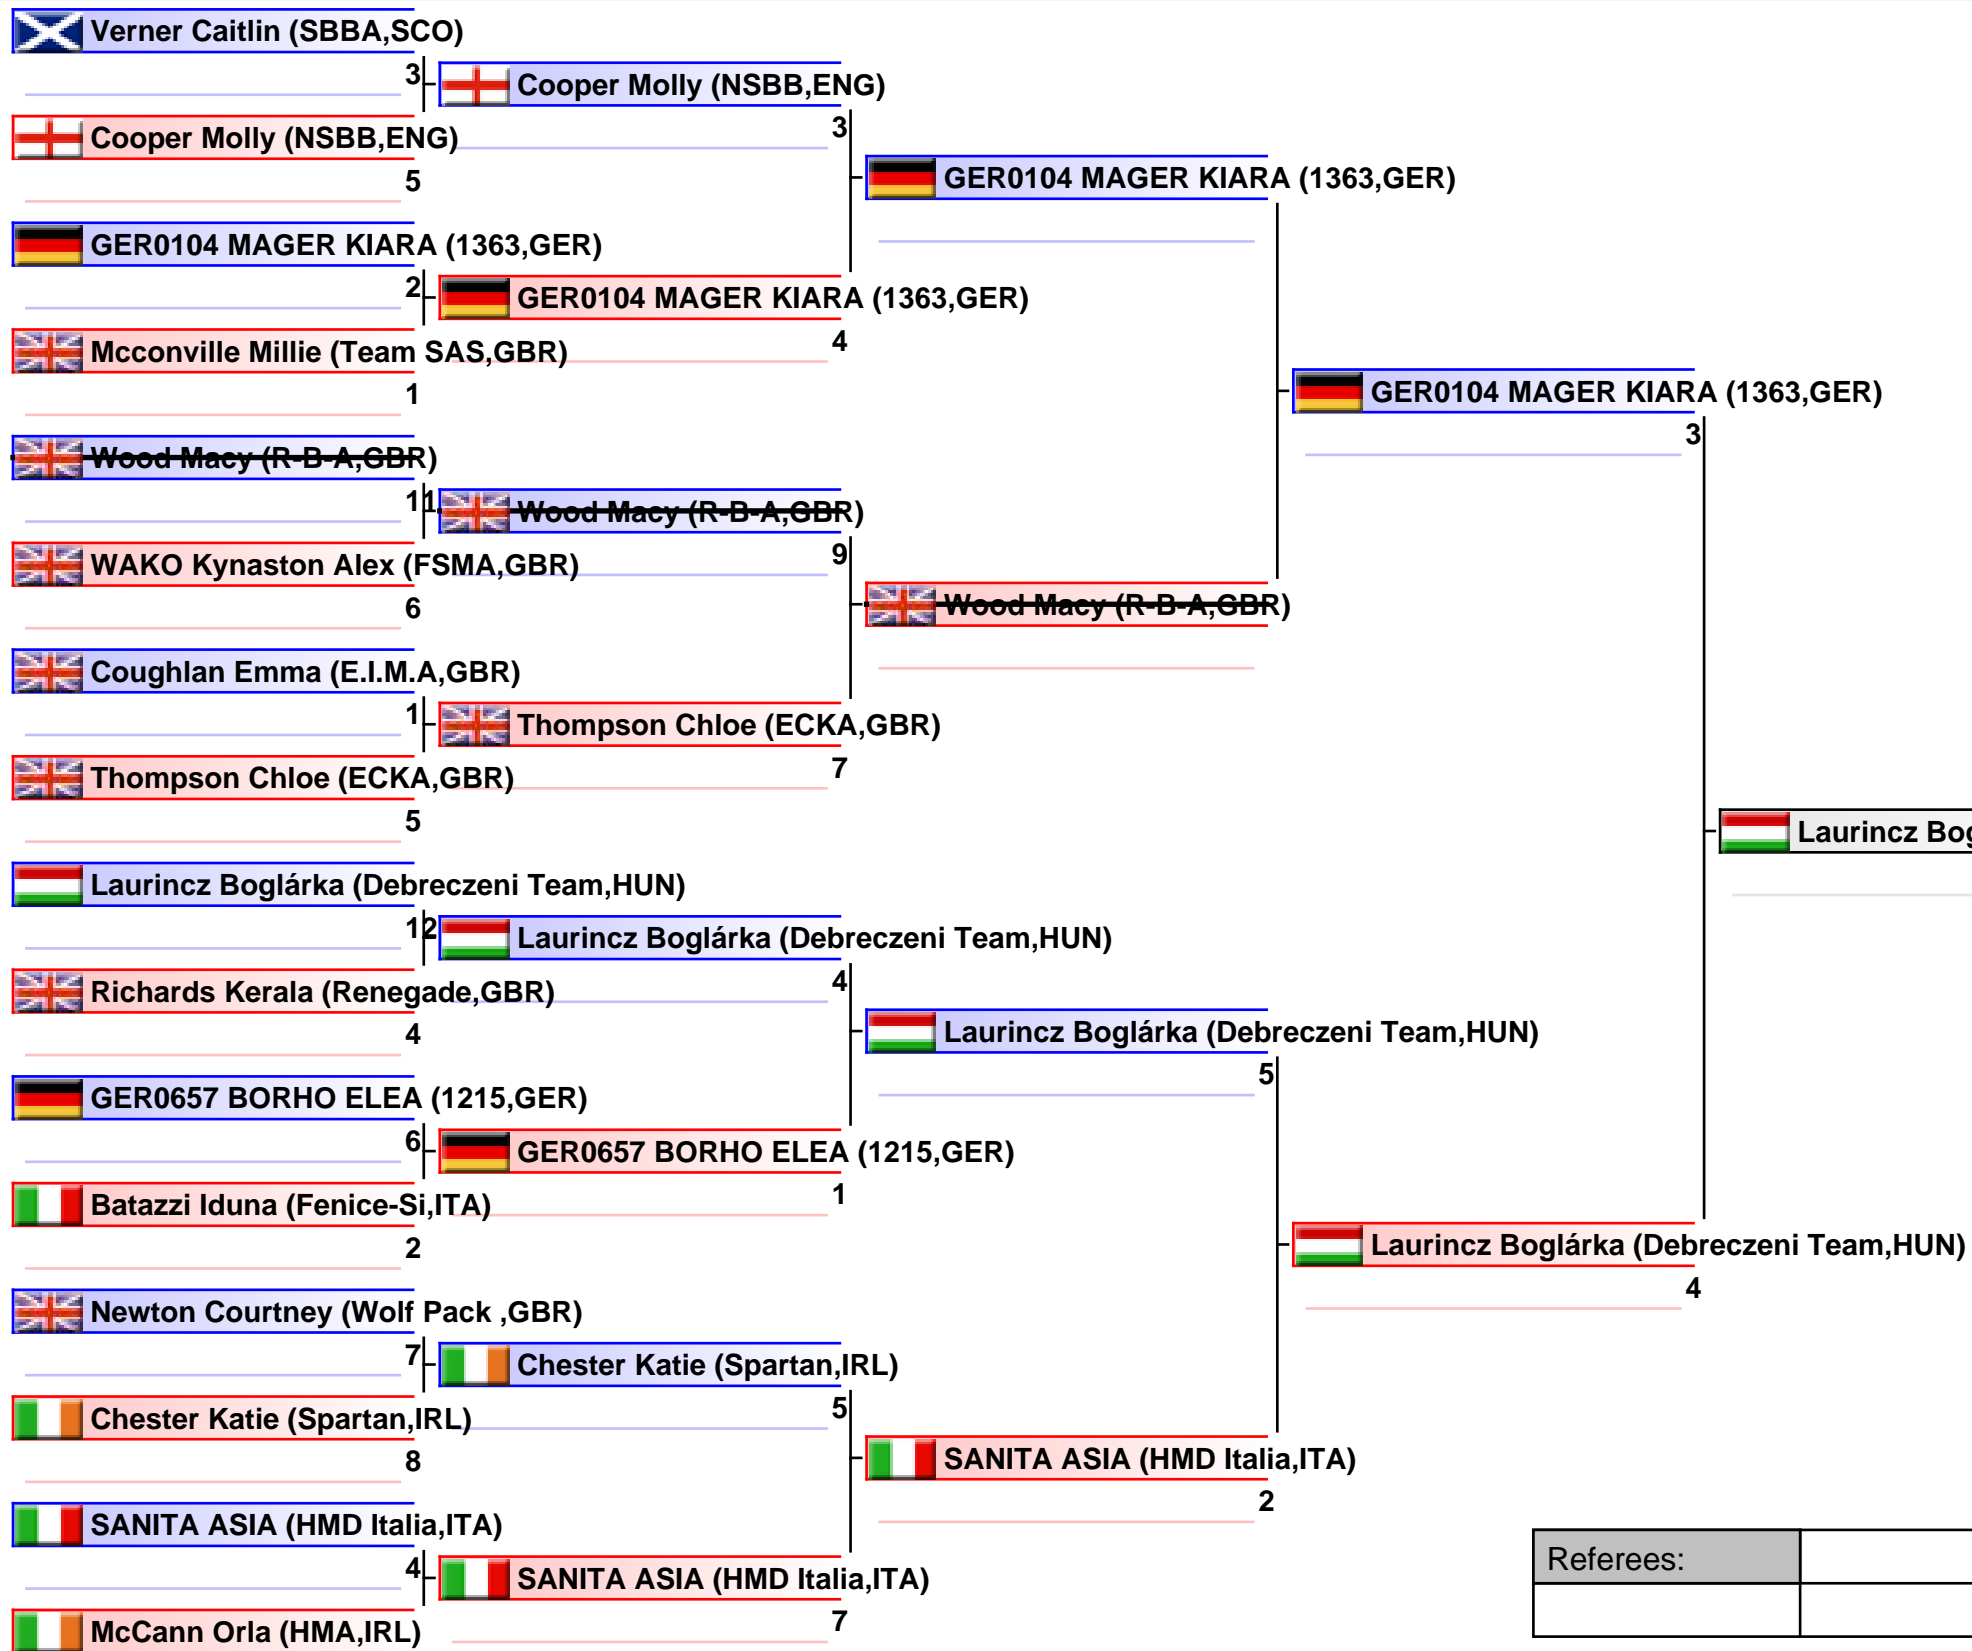 Verner Caitlin (SBBA,SCO)
3
Cooper Molly (NSBB,ENG)
Cooper Molly (NSBB,ENG)
3
5
GER0104 MAGER KIARA (1363,GER)
GER0104 MAGER KIARA (1363,GER)
2
GER0104 MAGER KIARA (1363,GER)
4
Mcconville Millie (Team SAS,GBR)
1
GER0104 MAGER KIARA (1363,GER)
3
Wood Macy (R-B-A,GBR)
11
Wood Macy (R-B-A,GBR)
9
WAKO Kynaston Alex (FSMA,GBR)
6
Wood Macy (R-B-A,GBR)
Coughlan Emma (E.I.M.A,GBR)
1
Thompson Chloe (ECKA,GBR)
7
Thompson Chloe (ECKA,GBR)
5
Laurincz Bog
Laurincz Boglárka (Debreczeni Team,HUN)
12
Laurincz Boglárka (Debreczeni Team,HUN)
4
Richards Kerala (Renegade,GBR)
4
Laurincz Boglárka (Debreczeni Team,HUN)
5
GER0657 BORHO ELEA (1215,GER)
6
GER0657 BORHO ELEA (1215,GER)
1
Batazzi Iduna (Fenice-Si,ITA)
2
Laurincz Boglárka (Debreczeni Team,HUN)
4
Newton Courtney (Wolf Pack ,GBR)
7
Chester Katie (Spartan,IRL)
5
Chester Katie (Spartan,IRL)
8
SANITA ASIA (HMD Italia,ITA)
2
SANITA ASIA (HMD Italia,ITA)
4
SANITA ASIA (HMD Italia,ITA)
7
McCann Orla (HMA,IRL)
Referees: